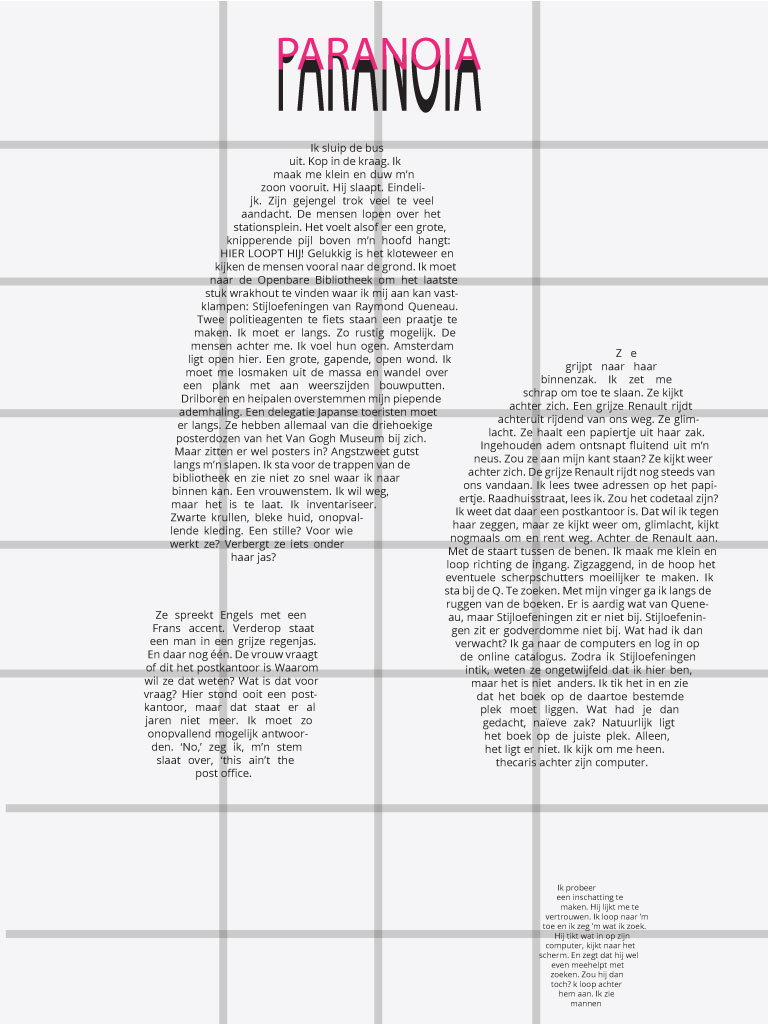 PARANOIA
PARANOIA
Ik sluip de bus
uit. Kop in de kraag. Ik
maak me klein en duw m'n
zoon vooruit. Hij slaapt. Eindeli-
jk. Zijn gejengel trok veel te veel
aandacht. De mensen lopen over het
stationsplein. Het voelt alsof er een grote,
knipperende pijl boven m'n hoofd hangt:
HIER LOOPT HIJ! Gelukkig is het kloteweer en
kijken de mensen vooral naar de grond. Ik moet
naar de Openbare Bibliotheek om het laatste
stuk wrakhout te vinden waar ik mij aan kan vast-
klampen: Stijloefeningen van Raymond Queneau.
Twee politieagenten te fiets staan een praatje te
maken. Ik moet er langs. Zo rustig mogelijk. De
mensen achter me. Ik voel hun ogen. Amsterdam
ligt open hier. Een grote, gapende, open wond. Ik
moet me losmaken uit de massa en wandel over
een plank met aan weerszijden bouwputten.
Drilboren en heipalen overstemmen mijn piepende
ademhaling. Een delegatie Japanse toeristen moet
er langs. Ze hebben allemaal van die driehoekige
posterdozen van het Van Gogh Museum bij zich.
Maar zitten er wel posters in? Angstzweet gutst
langs m'n slapen. Ik sta voor de trappen van de
bibliotheek en zie niet zo snel waar ik naar
binnen kan. Een vrouwenstem. Ik wil weg,
maar het is te laat. Ik inventariseer.
Zwarte krullen, bleke huid, onopval-
lende kleding. Een stille? Voor wie
werkt ze? Verbergt ze iets onder
haar jas?
Ze spreekt Engels met een
Frans accent. Verderop staat
een man in een grijze regenjas.
En daar nog één. De vrouw vraagt
of dit het postkantoor is Waarom
wil ze dat weten? Wat is dat voor
vraag? Hier stond ooit een post-
kantoor, maar dat staat er al
jaren niet meer. Ik moet zo
onopvallend mogelijk antwoor-
den. 'No,' zeg ik, m'n stem
slaat over, 'this ain't the
post office.
Z e
grijpt naar haar
binnenzak. Ik zet me
schrap om toe te slaan. Ze kijkt
achter zich. Een grijze Renault rijdt
achteruit rijdend van ons weg. Ze glim-
lacht. Ze haalt een papiertje uit haar zak.
Ingehouden adem ontsnapt fluitend uit m'n
neus. Zou ze aan mijn kant staan? Ze kijkt weer
achter zich. De grijze Renault rijdt nog steeds van
ons vandaan. Ik lees twee adressen op het papi-
ertje. Raadhuisstraat, lees ik. Zou het codetaal zijn?
Ik weet dat daar een postkantoor is. Dat wil ik tegen
haar zeggen, maar ze kijkt weer om, glimlacht, kijkt
nogmaals om en rent weg. Achter de Renault aan.
Met de staart tussen de benen. Ik maak me klein en
loop richting de ingang. Zigzaggend, in de hoop het
eventuele scherpschutters moeilijker te maken. Ik
sta bij de Q. Te zoeken. Met mijn vinger ga ik langs de
ruggen van de boeken. Er is aardig wat van Quene-
au, maar Stijloefeningen zit er niet bij. Stijloefenin-
gen zit er godverdomme niet bij. Wat had ik dan
verwacht? Ik ga naar de computers en log in op
de online catalogus. Zodra ik Stijloefeningen
intik, weten ze ongetwijfeld dat ik hier ben,
maar het is niet anders. Ik tik het in en zie
dat het boek op de daartoe bestemde
plek moet liggen. Wat had je dan
gedacht, naïeve zak? Natuurlijk ligt
het boek op de juiste plek. Alleen,
het ligt er niet. Ik kijk om me heen.
thecaris achter zijn computer.
Ik probeer
een inschatting te
maken. Hij lijkt me te
vertrouwen. Ik loop naar 'm
toe en ik zeg 'm wat ik zoek.
Hij tikt wat in op zijn
computer, kijkt naar het
scherm. En zegt dat hij wel
even meehelpt met
zoeken. Zou hij dan
toch? k loop achter
hem aan. Ik zie
mannen